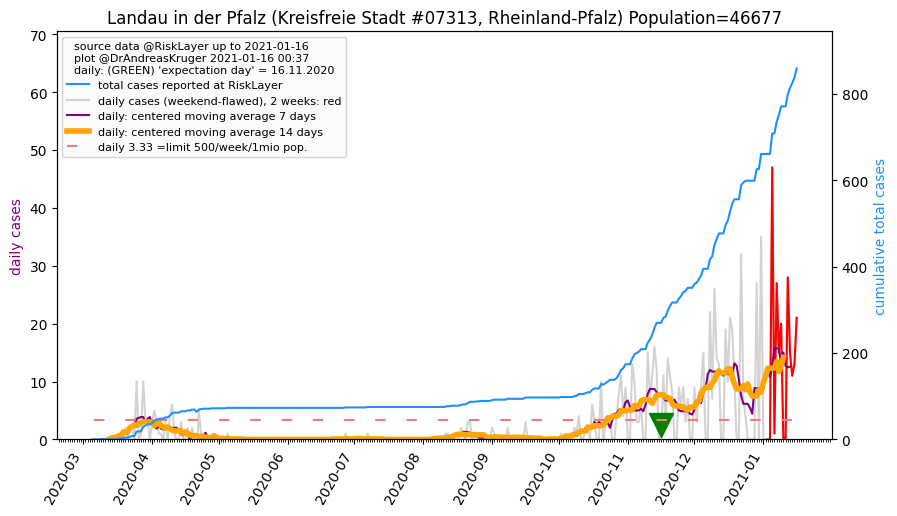 Landau in der Pfalz (Kreisfreie Stadt #07313, Rheinland-Pfalz) Population=46677
source data @RiskLayer up to 2021-01-16
plot @DrAndreasKruger 2021-01-16 00:37
daily: (GREEN) 'expectation day' = 16.11.2020
total cases reported at RiskLayer
daily cases (weekend-flawed), 2 weeks: red
daily: centered moving average 7 days
daily: centered moving average 14 days
daily 3.33 =limit 500/week/1mio pop.
daily cases
70
60
50
40
30
20
10
0
cumulative total cases
800
600
400
200
0
2020-03
2020-04
2020-05
2020-06
2020-07
2020-08
2020-09
2020-10
2020-11
2020-12
2021-01